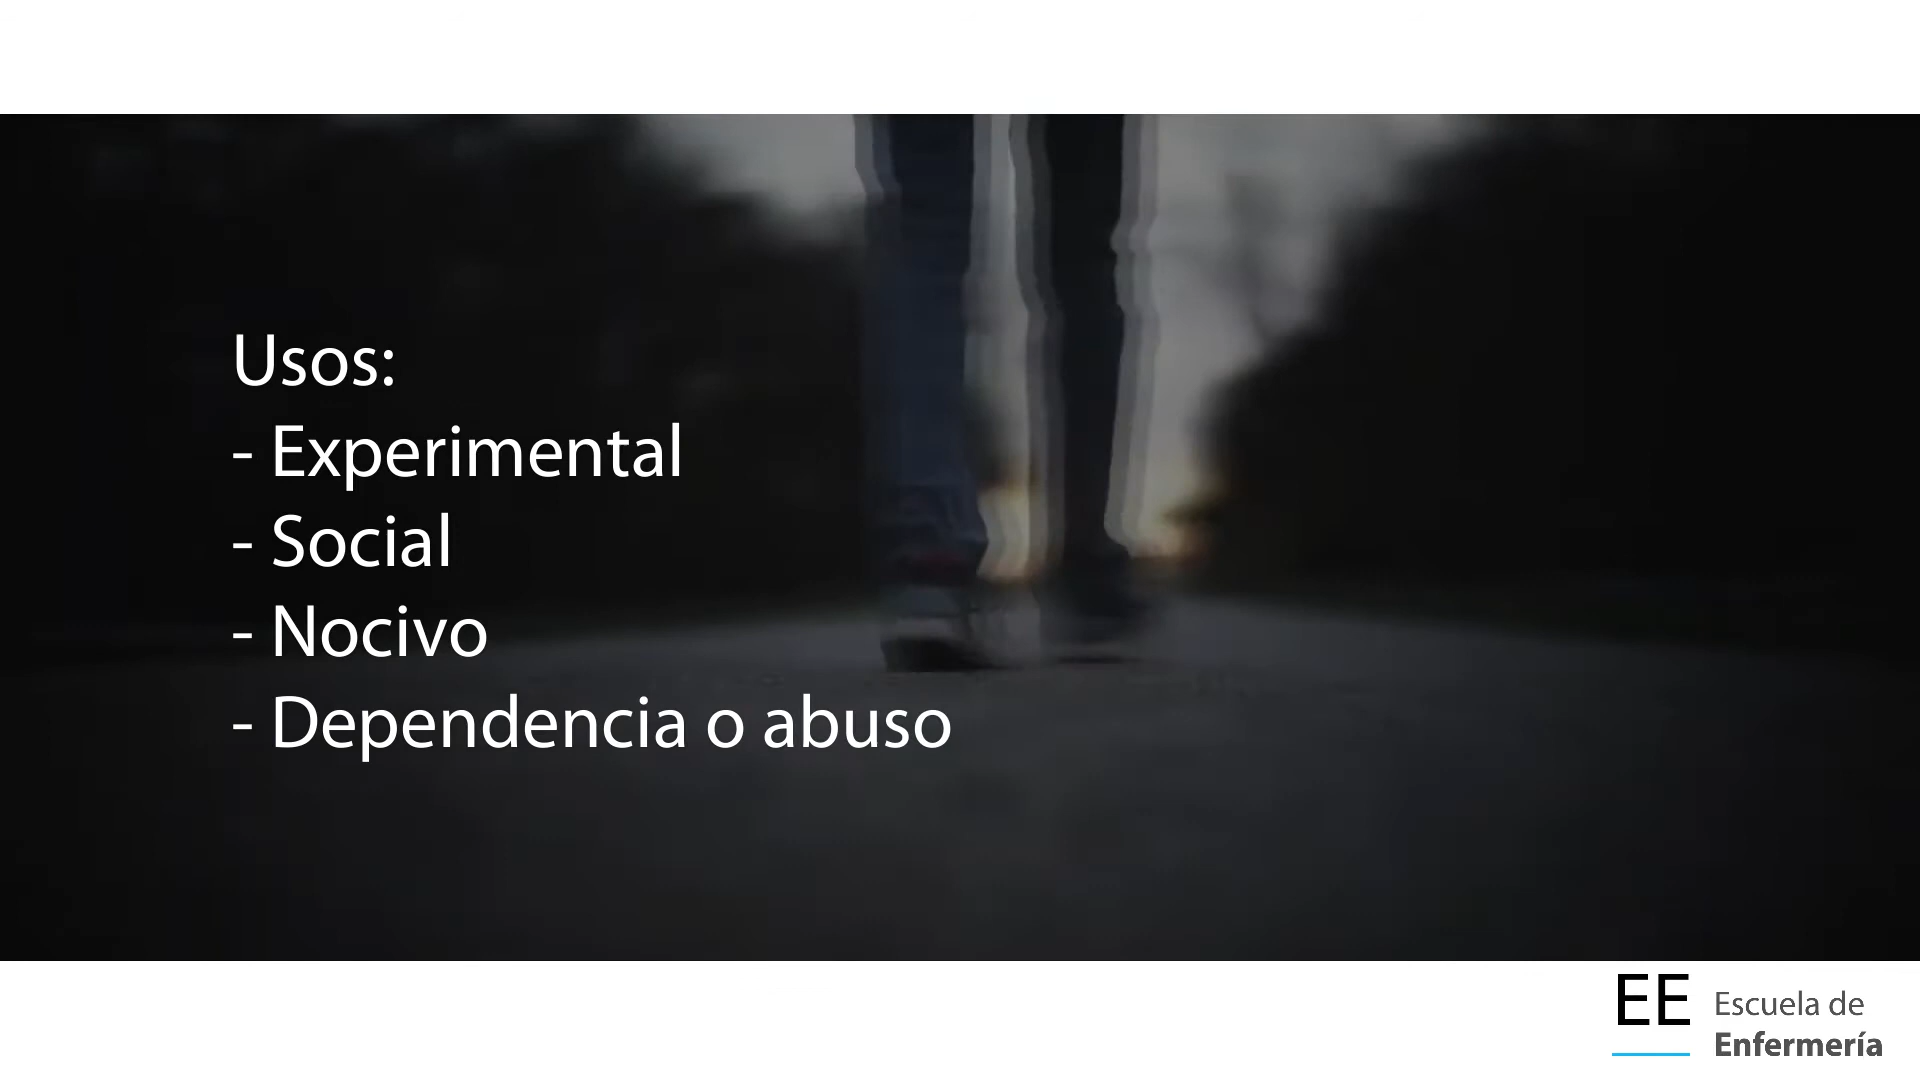 Usos:
- Experimental
- Social
- Nocivo
- Dependencia o abuso
EE Escuela de
Enfermería